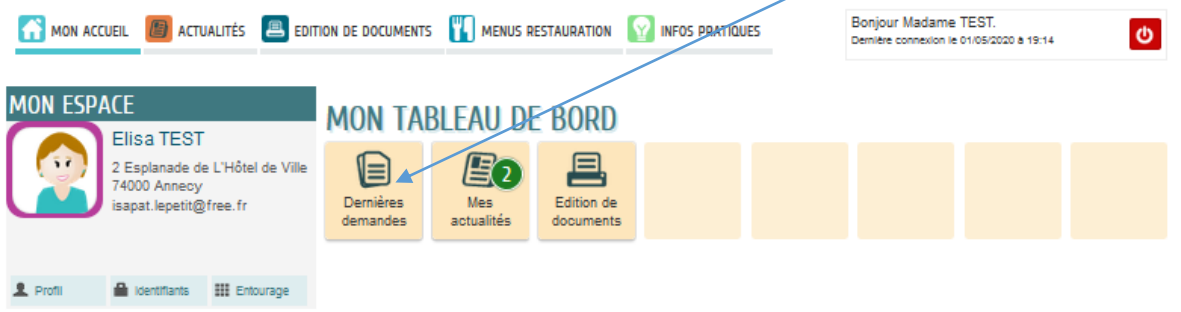 MON ACCUEIL
ACTUALITÉS
EDITION DE DOCUMENTS
MENUS RESTAURATION
INFOS PRATIQUES
Bonjour Madame TEST.
Dernière connexion le 01/05/2020 à 19:14
MON ESPACE
Elisa TEST
2 Esplanade de L'Hôtel de Ville
74000 Annecy
isapat.lepetit@free.fr
Profil
Identifiants
Entourage
MON TABLEAU DE BORD
Dernières
demandes
2
Mes
actualités
Edition de
documents